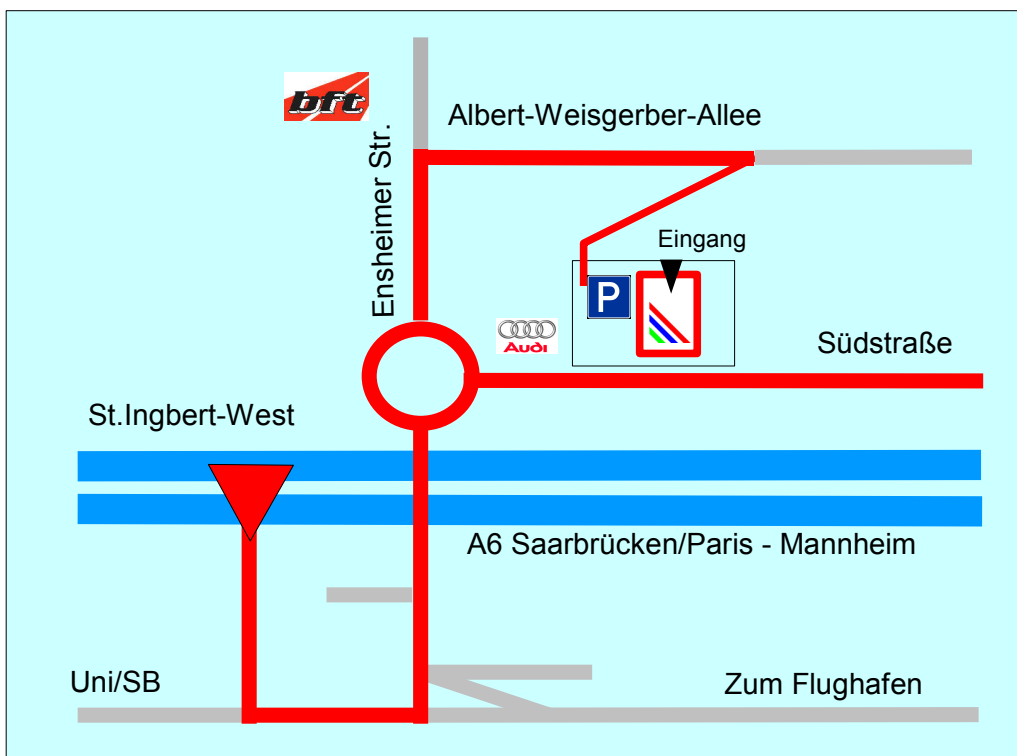 bft
Albert-Weisgerber-Allee
Ensheimer Str.
Eingang
P
Audi
Südstraße
St.Ingbert-West
A6 Saarbrücken/Paris - Mannheim
Uni/SB
Zum Flughafen